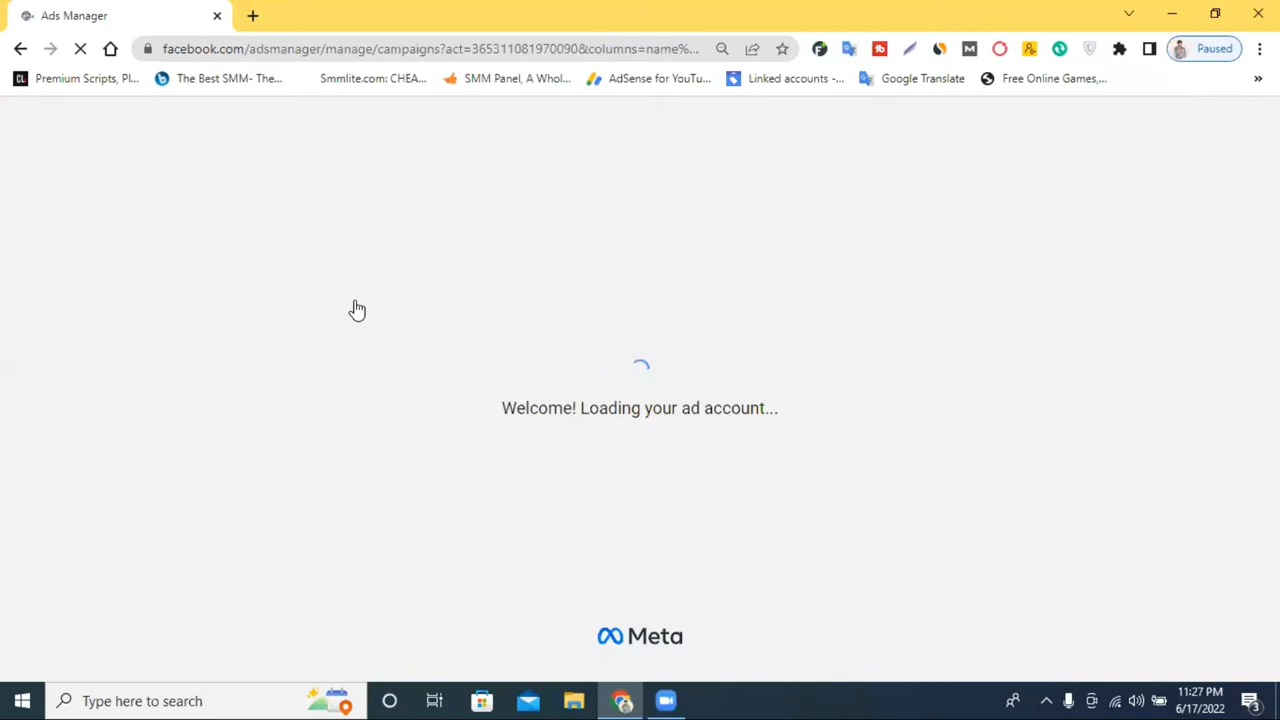 Ads Manager
facebook.com/adsmanager/manage/campaigns?act=365311081970090&columns=name%...
Paused
CL Premium Scripts, Pl...
The Best SMM- The...
Smmlite.com: CHEA...
SMM Panel, A Whol...
AdSense for YouTu...
Linked accounts -...
Google Translate
Free Online Games,...
»
Welcome! Loading your ad account...
Meta
Type here to search
11:27 PM
6/17/2022
3